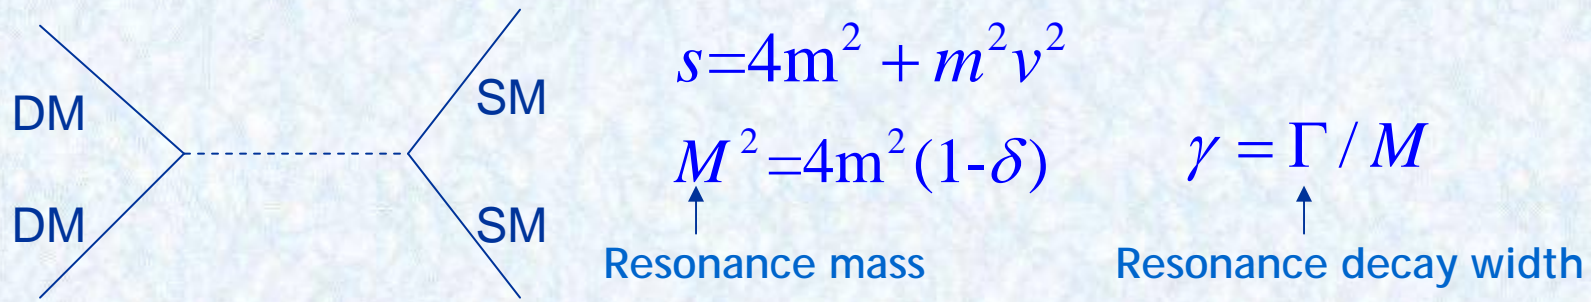 DM
DM
SM
SM
s=4m² + m²v²
M²=4m²(1-δ)
Resonance mass
γ = Γ / M
Resonance decay width